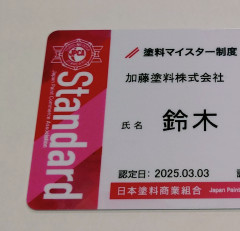 Standard
塗料マイスター制度
加藤塗料株式会社
氏名 鈴木
認定日: 2025.03.03
日本塗料商業組合 Japan Paint